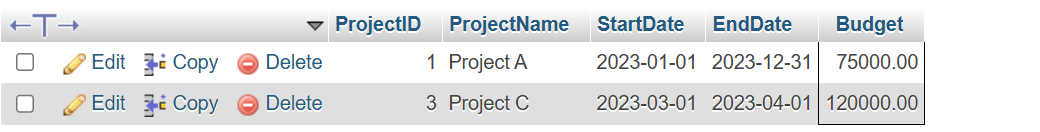 ProjectID ProjectName StartDate EndDate Budget
Edit Copy Delete 1 Project A 2023-01-01 2023-12-31 75000.00
Edit Copy Delete 3 Project C 2023-03-01 2023-04-01 120000.00